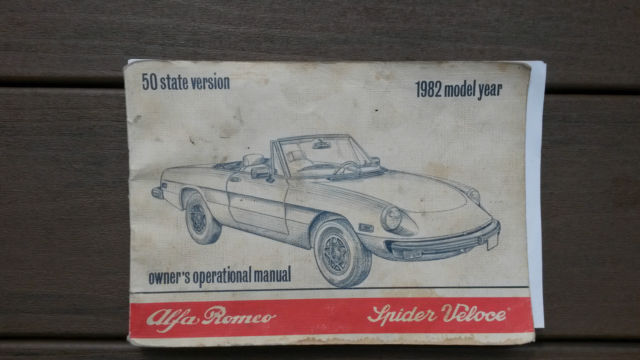 50 state version
1982 model year
owner's operational manual
Alfa Romeo
Spider Veloce